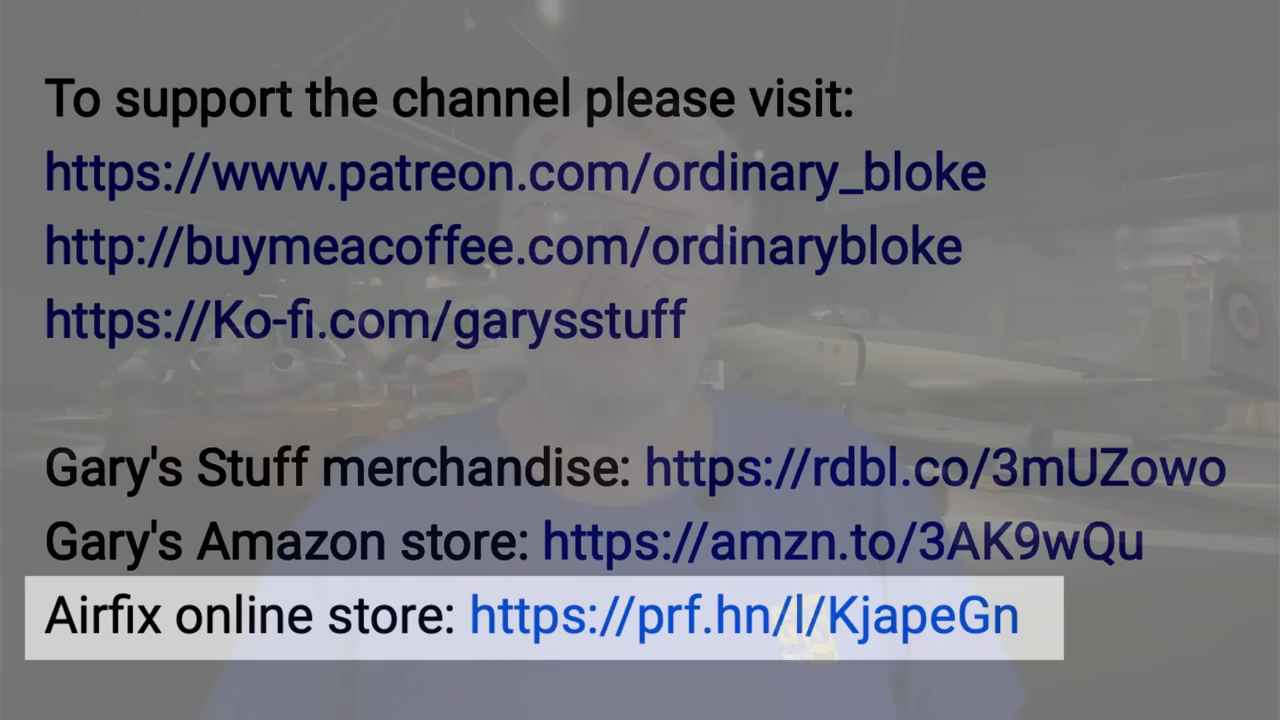 To support the channel please visit:
https://www.patreon.com/ordinary_bloke
http://buymeacoffee.com/ordinarybloke
https://Ko-fi.com/garysstuff
Gary's Stuff merchandise: https://rdbl.co/3mUZowo
Gary's Amazon store: https://amzn.to/3AK9wQu
Airfix online store: https://prf.hn/l/KjapeGn